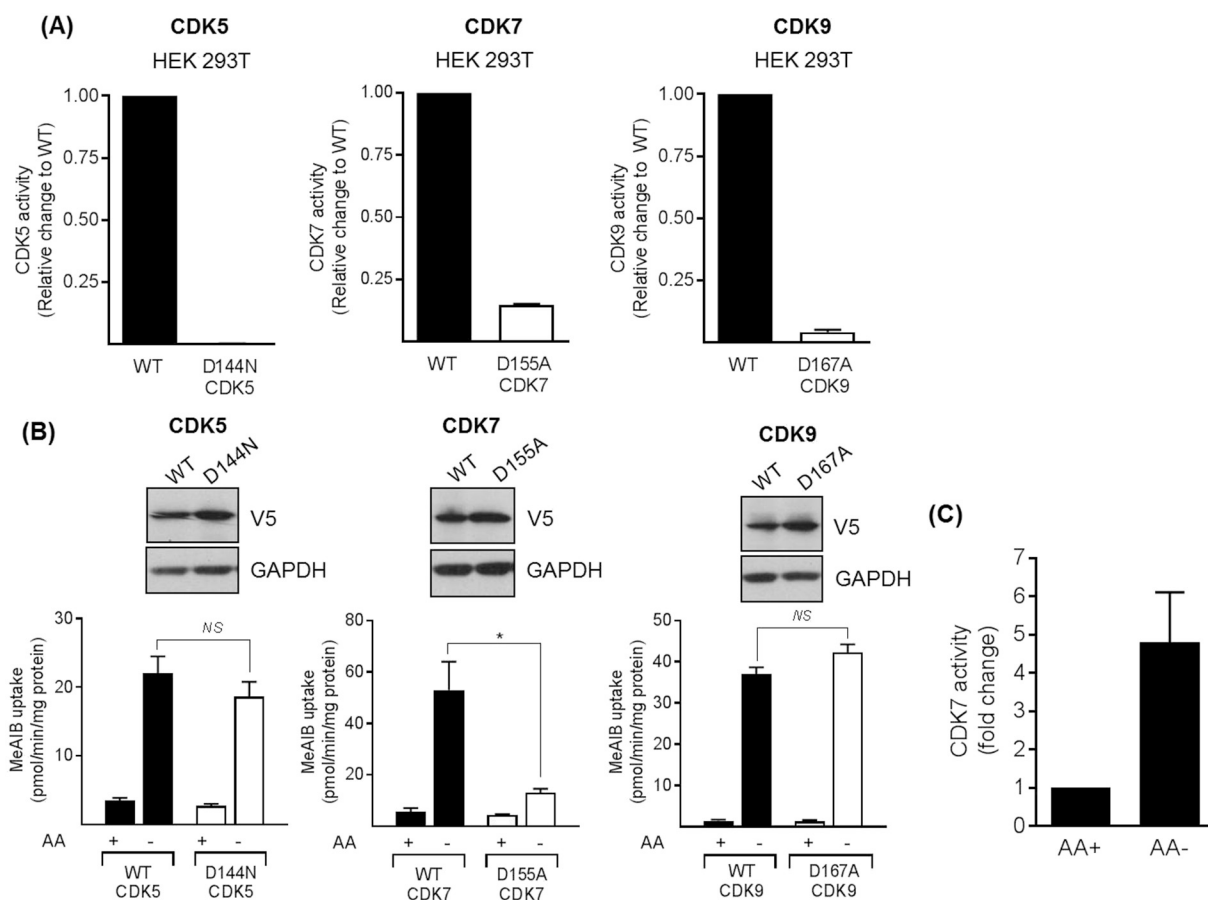 (A)
CDK5
HEK 293T
CDK5 activity
(Relative change to WT)
1.00
0.75
0.50
0.25
WT
D144N
CDK5
CDK7
HEK 293T
CDK7 activity
(Relative change to WT)
1.00
0.75
0.50
0.25
WT
D155A
CDK7
CDK9
HEK 293T
CDK9 activity
(Relative change to WT)
1.00
0.75
0.50
0.25
WT
D167A
CDK9
(B)
CDK5
WT D144N
V5
GAPDH
MeAIB uptake
(pmol/min/mg protein)
30
20
10
NS
AA + - + -
WT
CDK5
D144N
CDK5
CDK7
WT D155A
V5
GAPDH
MeAIB uptake
(pmol/min/mg protein)
80
60
40
20
*
AA + - + -
WT
CDK7
D155A
CDK7
CDK9
WT D167A
V5
GAPDH
MeAIB uptake
(pmol/min/mg protein)
50
40
30
20
10
NS
AA + - + -
WT
CDK9
D167A
CDK9
(C)
CDK7 activity
(fold change)
7
6
5
4
3
2
1
0
AA+ AA-